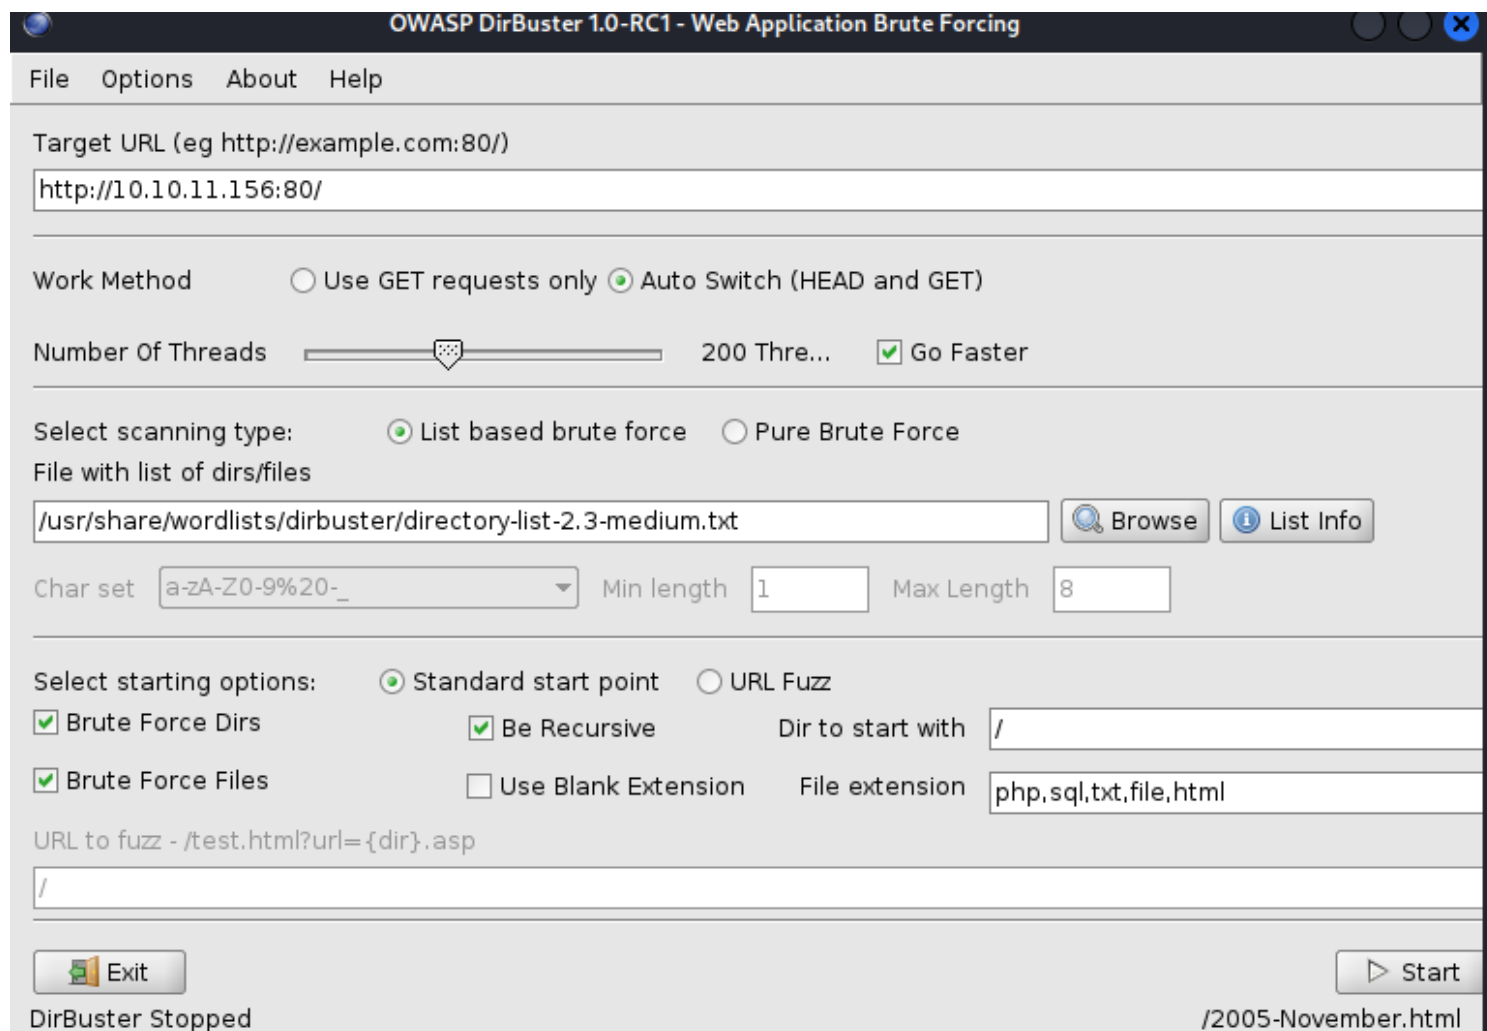 OWASP DirBuster 1.0-RC1 - Web Application Brute Forcing
File Options About Help
Target URL (eg http://example.com:80/)
http://10.10.11.156:80/
Work Method Use GET requests only Auto Switch (HEAD and GET)
Number Of Threads 200 Thre... Go Faster
Select scanning type: List based brute force Pure Brute Force
File with list of dirs/files
/usr/share/wordlists/dirbuster/directory-list-2.3-medium.txt Browse List Info
Char set a-zA-Z0-9%20-_ Min length 1 Max Length 8
Select starting options: Standard start point URL Fuzz
Brute Force Dirs Be Recursive Dir to start with /
Brute Force Files Use Blank Extension File extension php,sql,txt,file,html
URL to fuzz - /test.html?url={dir}.asp
/
Exit Start
DirBuster Stopped /2005-November.html